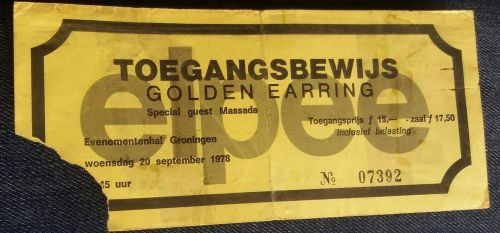 elpee
TOEGANGSBEWIJS
GOLDEN EARRING
Special guest Massada
Toegangsprijs ƒ 15,— - zaal ƒ 17,50
inclusief belasting
Evenementenhal Groningen
woensdag 20 september 1978
15 uur
№ 07392